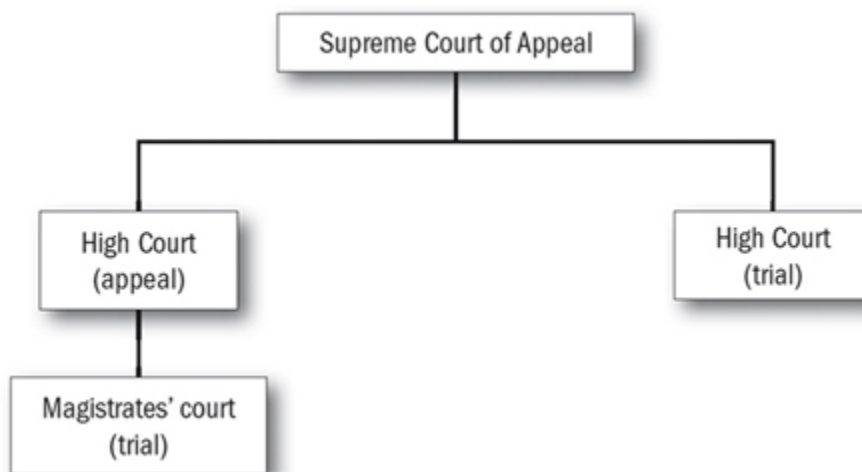 Supreme Court of Appeal
High Court
(appeal)
High Court
(trial)
Magistrates’ court
(trial)